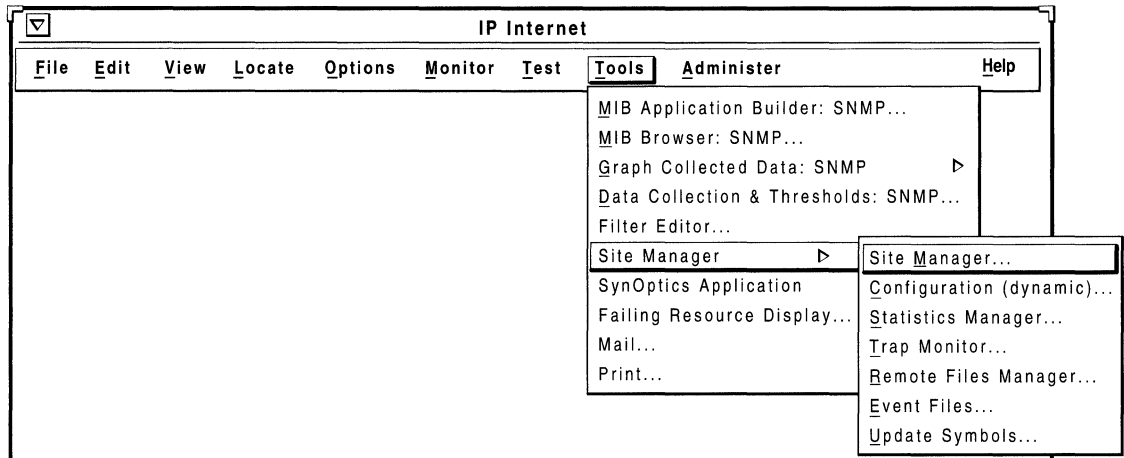 IP Internet
File Edit View Locate Options Monitor Test Tools Administer Help
MIB Application Builder: SNMP...
MIB Browser: SNMP...
Graph Collected Data: SNMP
Data Collection & Thresholds: SNMP...
Filter Editor...
Site Manager
SynOptics Application
Failing Resource Display...
Mail...
Print...
Site Manager...
Configuration (dynamic)...
Statistics Manager...
Trap Monitor...
Remote Files Manager...
Event Files...
Update Symbols...